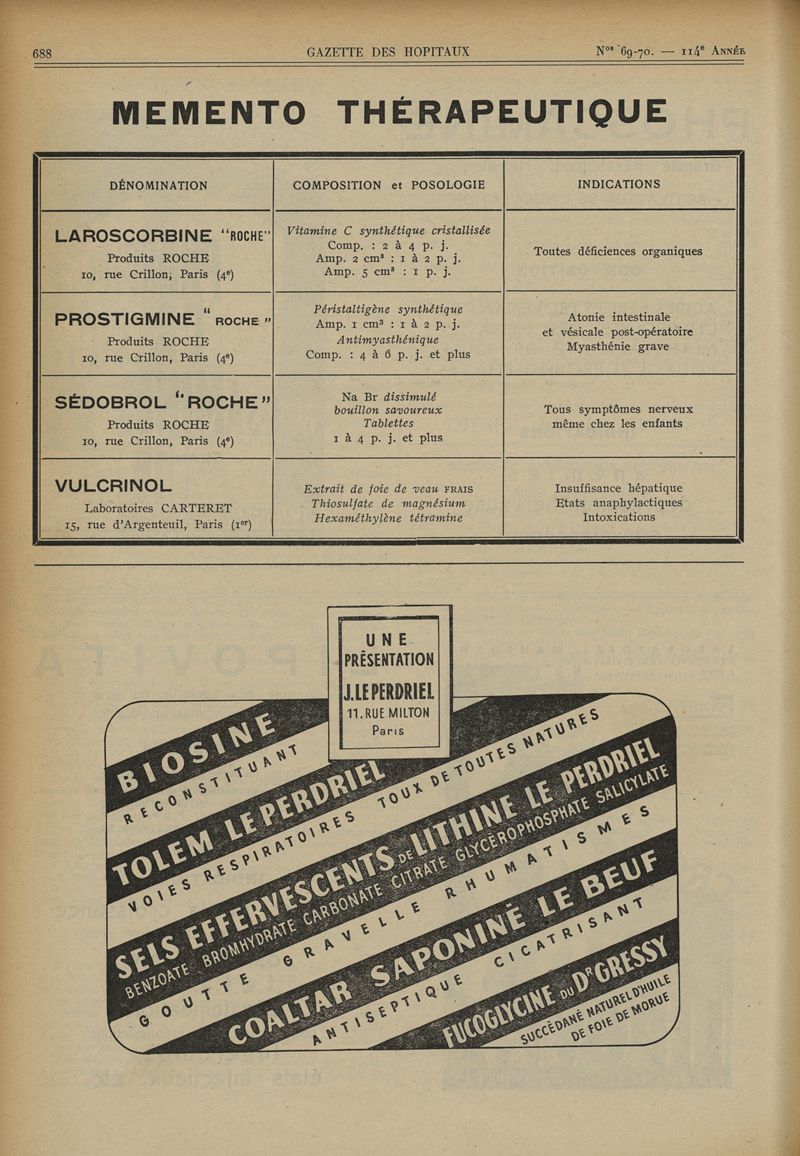 688
GAZETTE DES HOPITAUX
Nos 69-70. — 114e ANNÉE
MEMENTO THÉRAPEUTIQUE
DÉNOMINATION
COMPOSITION et POSOLOGIE
INDICATIONS
LAROSCORBINE "ROCHE"
Produits ROCHE
10, rue Crillon; Paris (4e)
Vitamine C synthétique cristallisée
Comp. : 2 à 4 p. j.
Amp. 2 cm³ : 1 à 2 p. j.
Amp. 5 cm³ : 1 p. j.
Toutes déficiences organiques
PROSTIGMINE "ROCHE"
Produits ROCHE
10, rue Crillon, Paris (4e)
Péristaltigène synthétique
Amp. 1 cm³ : 1 à 2 p. j.
Antimyasthénique
Comp. : 4 à 6 p. j. et plus
Atonie intestinale
et vésicale post-opératoire
Myasthénie grave
SÉDOBROL "ROCHE"
Produits ROCHE
10, rue Crillon, Paris (4e)
Na Br dissimulé
bouillon savoureux
Tablettes
1 à 4 p. j. et plus
Tous symptômes nerveux
même chez les enfants
VULCRINOL
Laboratoires CARTERET
15, rue d'Argenteuil, Paris (1er)
Extrait de foie de veau FRAIS
Thiosulfate de magnésium
Hexaméthylène tétramine
Insuffisance hépatique
Etats anaphylactiques
Intoxications
UNE
PRÉSENTATION
J. LE PERDRIEL
11, RUE MILTON
Paris
BIOSINE
RECONSTITUANT
TOLEM LE PERDRIEL
VOIES RESPIRATOIRES TOUX DE TOUTES NATURES
SELS EFFERVESCENTS DE LITHINE LE PERDRIEL
BENZOATE BROMHYDRATE CARBONATE CITRATE GLYCÉROPHOSPHATE SALICYLATE
GOUTTE GRAVELLE RHUMATISMES
COALTAR SAPONINÉ LE BEUF
ANTISEPTIQUE CICATRISANT
FUCOGLYCINE DU Dr GRESSY
SUCCÉDANÉ NATUREL D'HUILE
DE FOIE DE MORUE